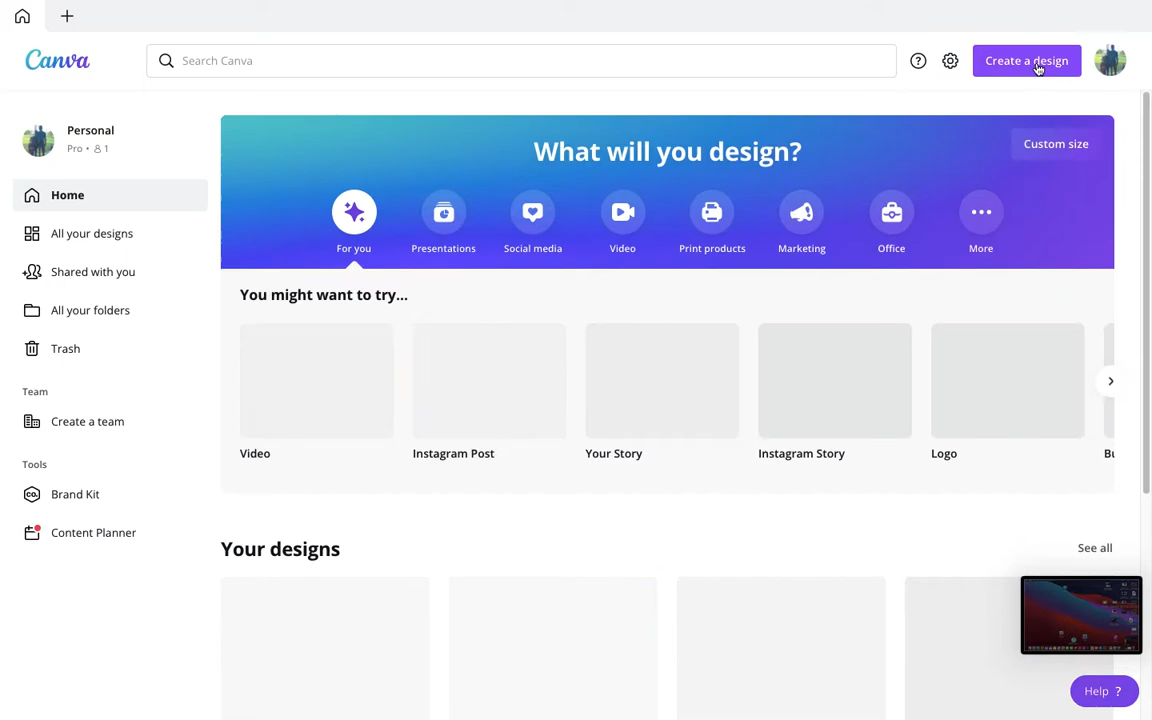 Canva
Search Canva
Create a design
Personal
Pro • 1
Home
All your designs
Shared with you
All your folders
Trash
Team
Create a team
Tools
CO.
Brand Kit
Content Planner
What will you design?
Custom size
For you
Presentations
Social media
Video
Print products
Marketing
Office
More
You might want to try...
Video
Instagram Post
Your Story
Instagram Story
Logo
Bu
Your designs
See all
Help ?